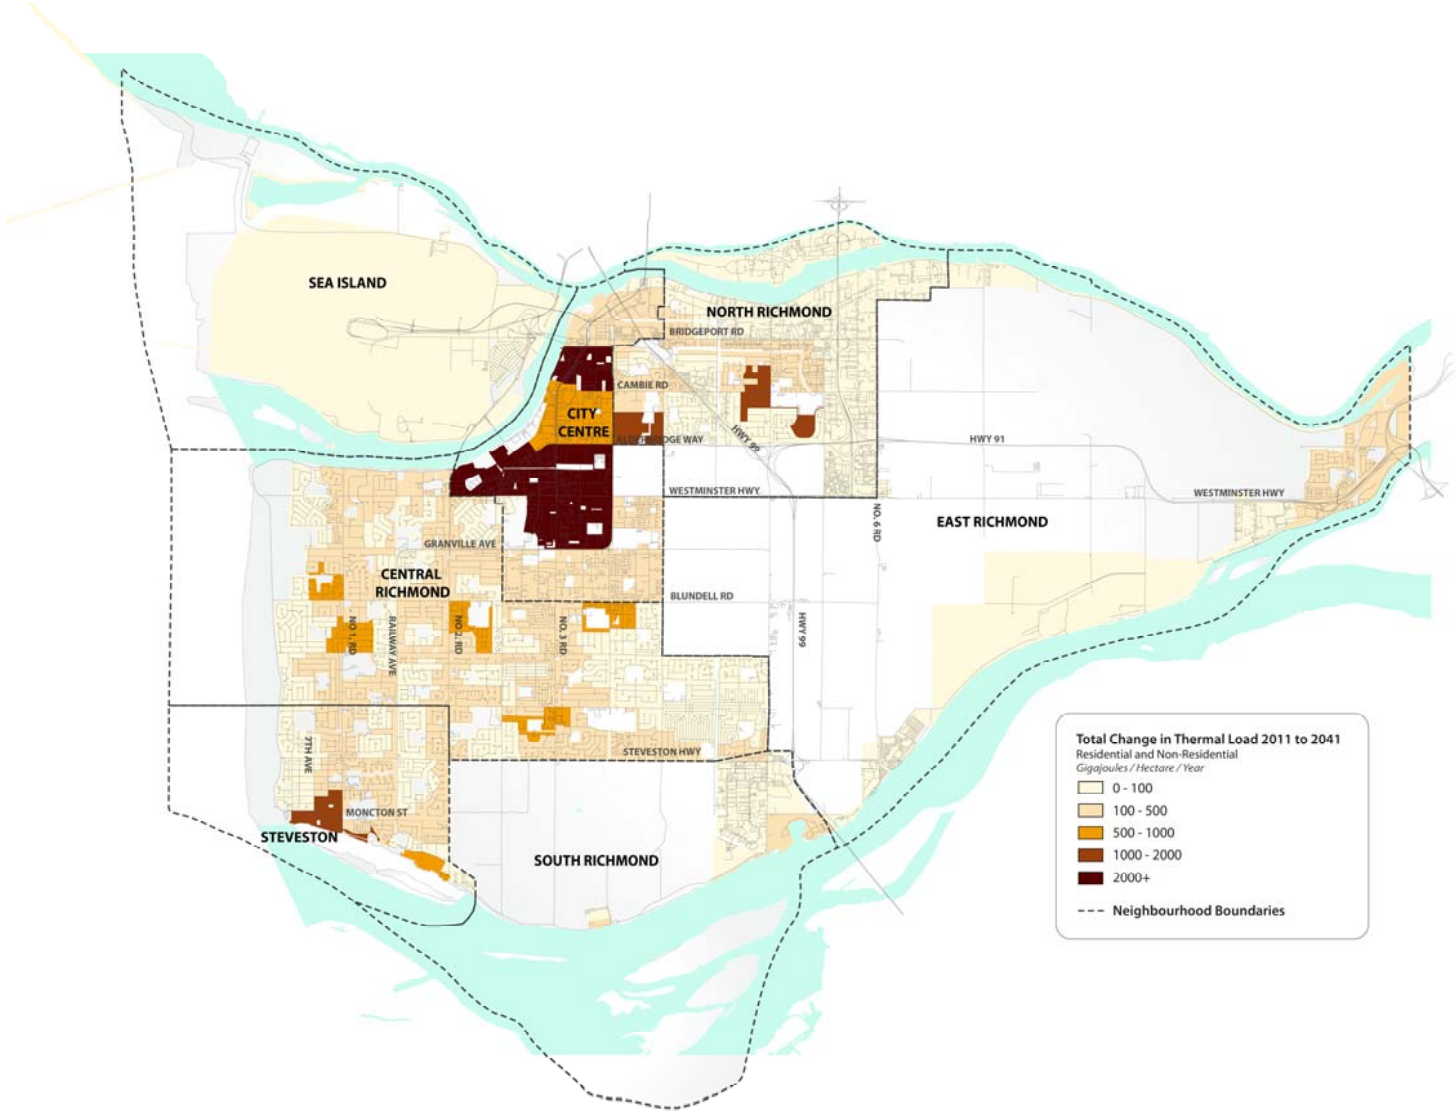 SEA ISLAND
NORTH RICHMOND
BRIDGEPORT RD
CAMBIE RD
CITY
CENTRE
ALDERBRIDGE WAY
HWY 99
HWY 91
WESTMINSTER HWY
WESTMINSTER HWY
NO. 6 RD
EAST RICHMOND
GRANVILLE AVE
CENTRAL
RICHMOND
BLUNDELL RD
NO 1, RD
RAILWAY AVE
NO 2, RD
NO. 3 RD
HWY 99
7TH AVE
STEVESTON HWY
MONCTON ST
STEVESTON
SOUTH RICHMOND
Total Change in Thermal Load 2011 to 2041
Residential and Non-Residential
Gigajoules / Hectare / Year
0 - 100
100 - 500
500 - 1000
1000 - 2000
2000+
Neighbourhood Boundaries